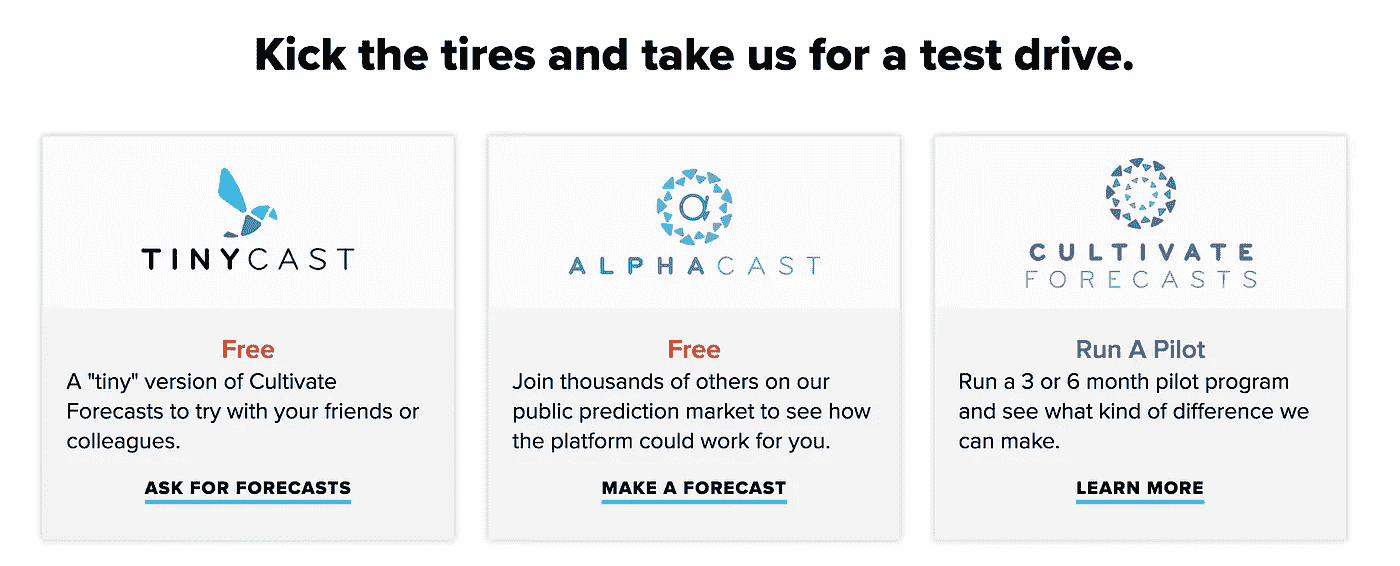 Kick the tires and take us for a test drive.
TINYCAST
Free
A "tiny" version of Cultivate
Forecasts to try with your friends or
colleagues.
ASK FOR FORECASTS
α
ALPHACAST
Free
Join thousands of others on our
public prediction market to see how
the platform could work for you.
MAKE A FORECAST
CULTIVATE
FORECASTS
Run A Pilot
Run a 3 or 6 month pilot program
and see what kind of difference we
can make.
LEARN MORE